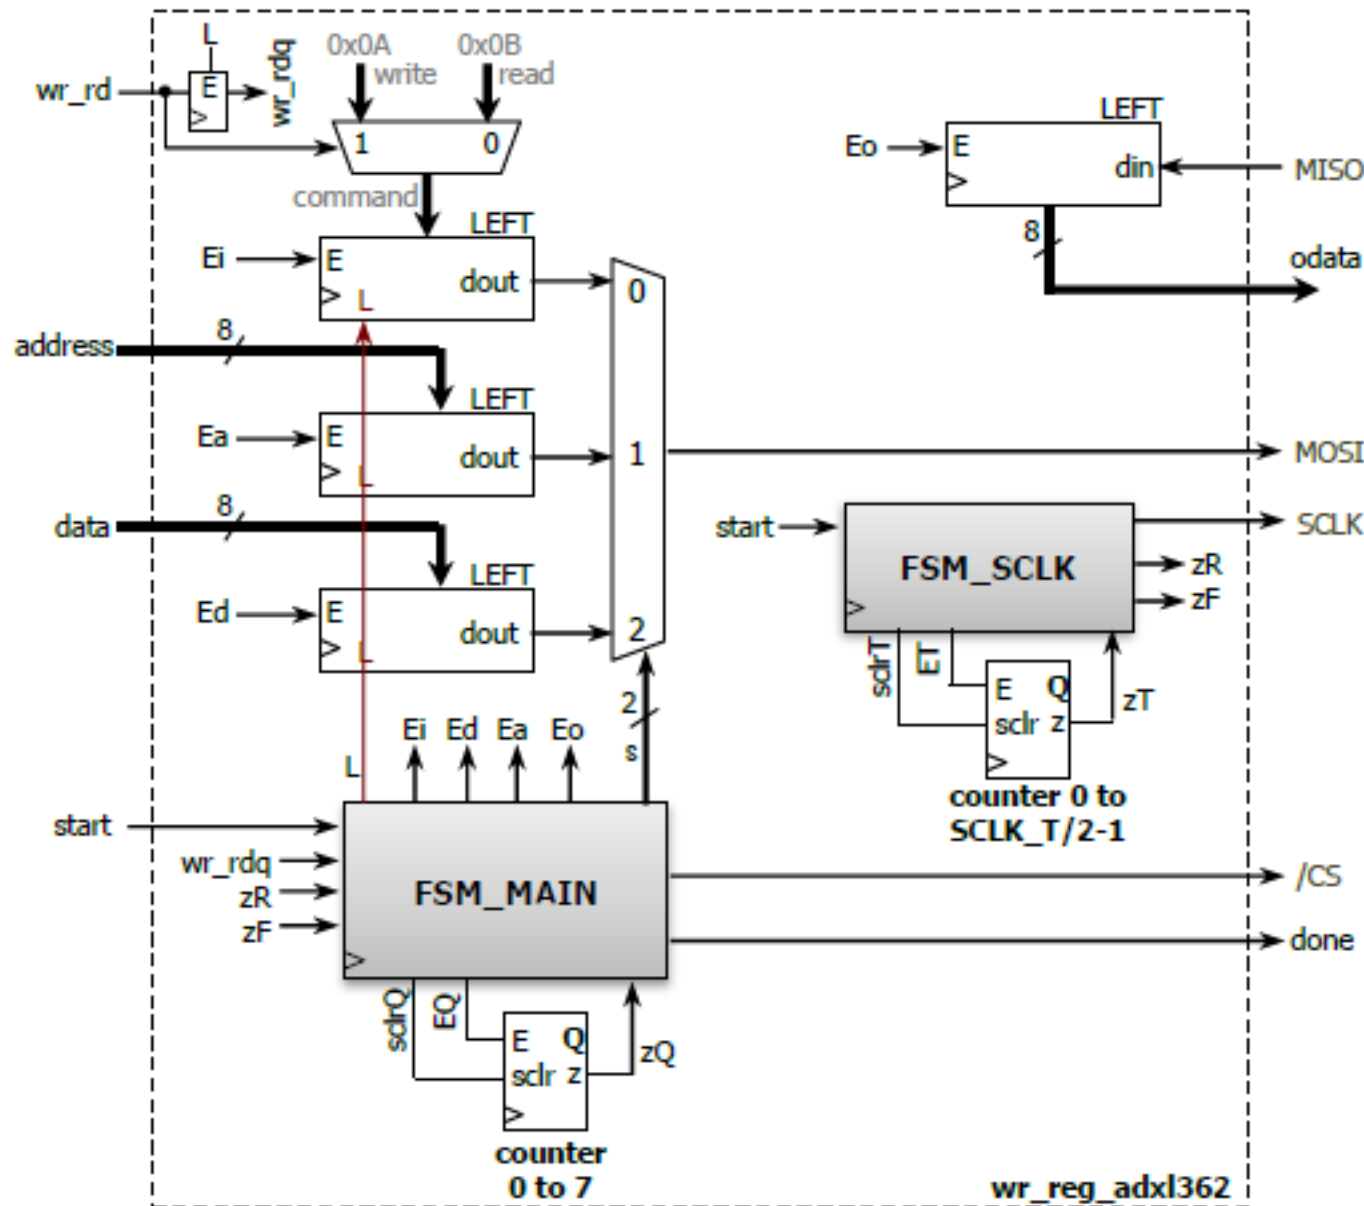 L
0x0A
0x0B
wr_rd
E
wr_rdq
write
read
1
0
command
LEFT
Ei
E
dout
L
0
address
8
LEFT
Ea
E
dout
L
1
data
8
LEFT
Ed
E
dout
L
2
LEFT
Eo
E
din
MISO
8
odata
MOSI
start
FSM_SCLK
SCLK
zR
zF
sclrT
ET
E
Q
sclr
z
zT
counter 0 to
SCLK_T/2-1
2
s
Ei
Ed
Ea
Eo
L
start
wr_rdq
zR
zF
FSM_MAIN
/CS
done
sclrQ
EQ
E
Q
sclr
z
zQ
counter
0 to 7
wr_reg_adxl362